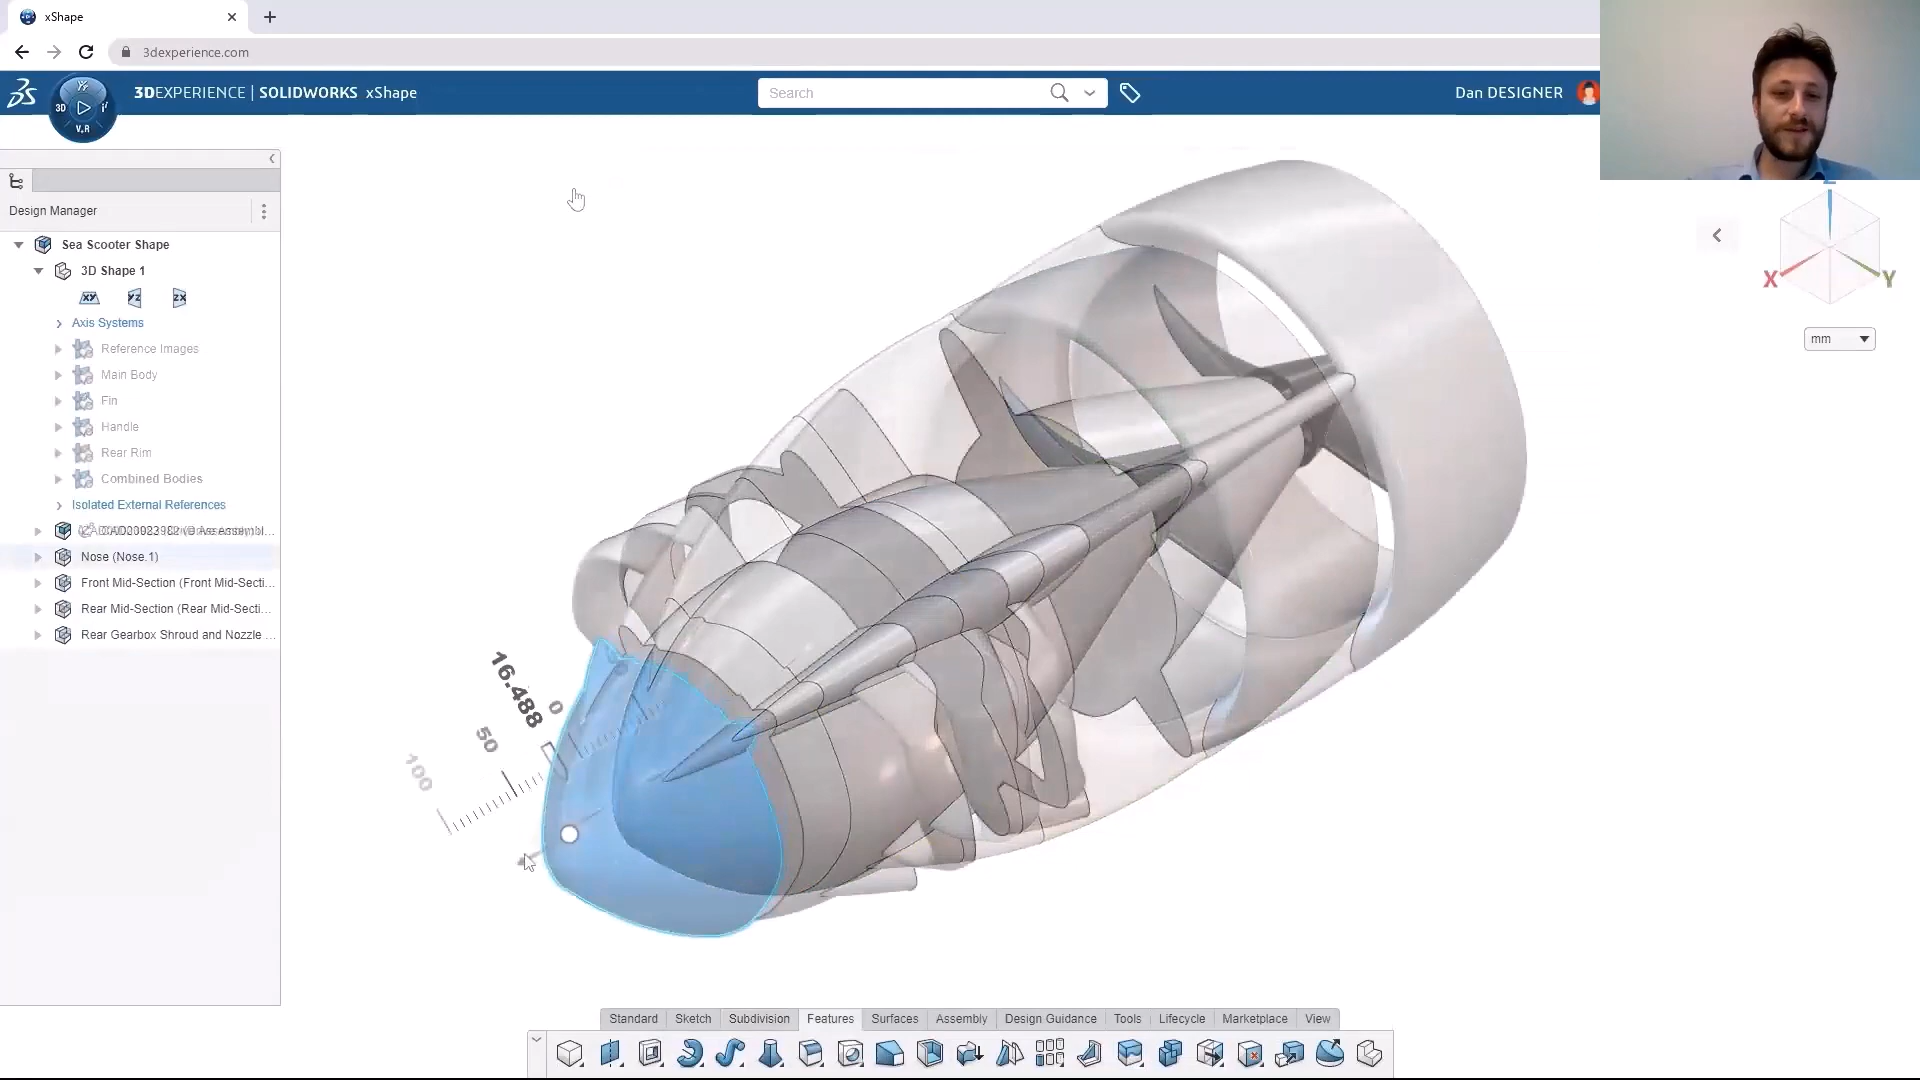 xShape
3dexperience.com
3DEXPERIENCE | SOLIDWORKS xShape
Search
Dan DESIGNER
3D
V.R
Design Manager
Sea Scooter Shape
3D Shape 1
XY YZ ZX
Axis Systems
Reference Images
Main Body
Fin
Handle
Rear Rim
Combined Bodies
Isolated External References
Nose (Nose.1)
Front Mid-Section (Front Mid-Secti...
Rear Mid-Section (Rear Mid-Secti...
Rear Gearbox Shroud and Nozzle ...
16.488
0
50
100
Z
X
Y
mm
Standard Sketch Subdivision Features Surfaces Assembly Design Guidance Tools Lifecycle Marketplace View